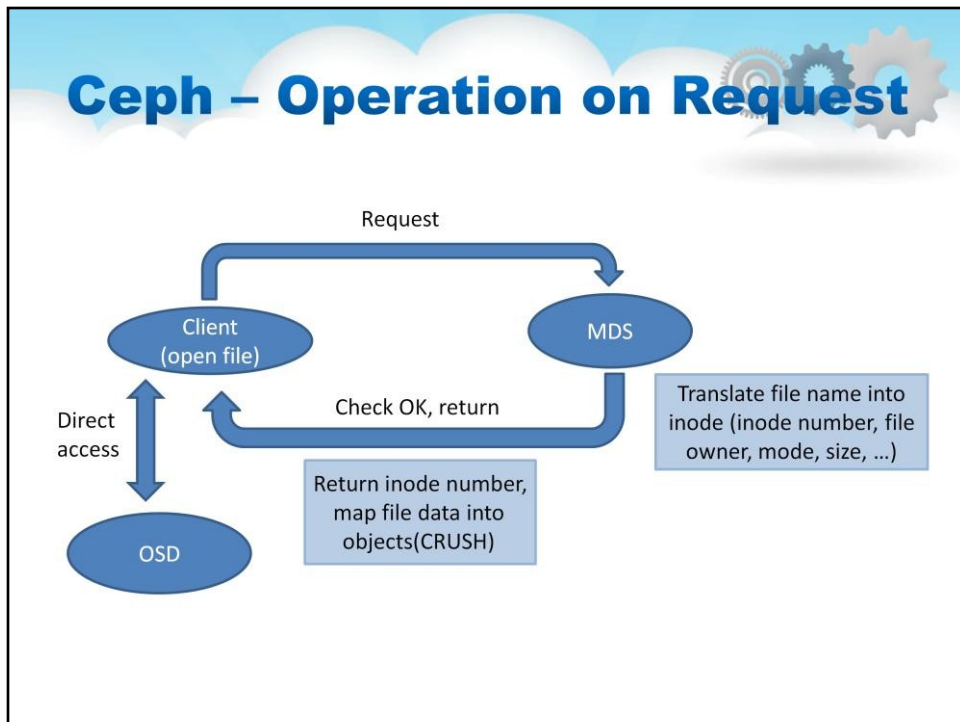 Ceph – Operation on Request
Request
Client
(open file)
MDS
Direct
access
Check OK, return
Translate file name into
inode (inode number, file
owner, mode, size, ...)
Return inode number,
map file data into
objects(CRUSH)
OSD